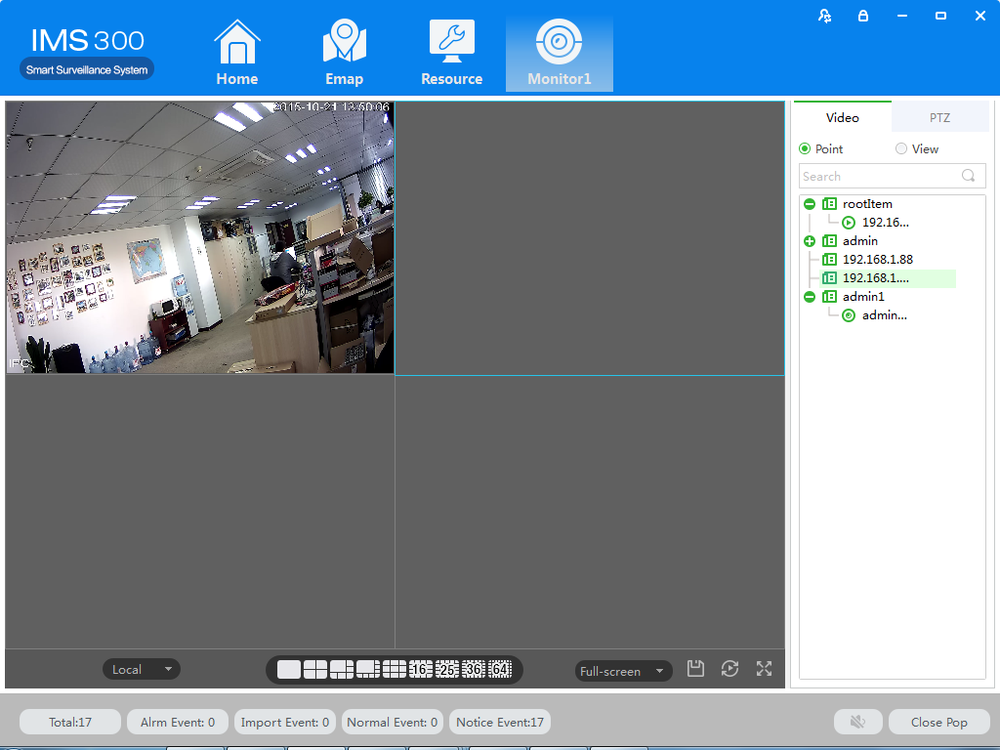 IMS 300
Smart Surveillance System
Home
Emap
Resource
Monitor1
2015-10-21 13:50:06
IPC
Video
PTZ
Point
View
Search
rootItem
192.16...
admin
192.168.1.88
192.168.1....
admin1
admin...
Local
16
25
36
64
Full-screen
Total:17
Alrm Event: 0
Import Event: 0
Normal Event: 0
Notice Event:17
Close Pop